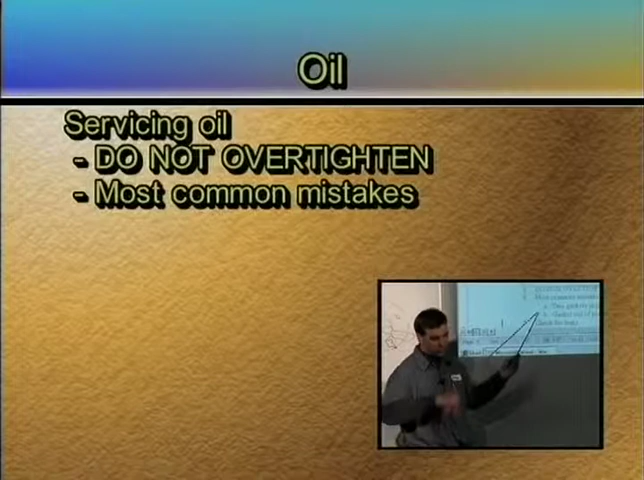 Oil
Servicing oil
- DO NOT OVERTIGHTEN
- Most common mistakes